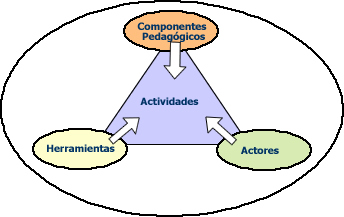 Componentes
Pedagógicos
Actividades
Herramientas
Actores